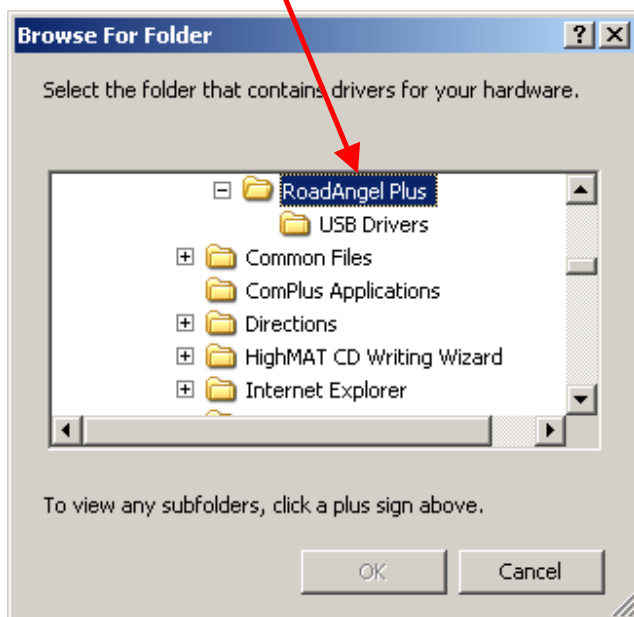 Browse For Folder
Select the folder that contains drivers for your hardware.
RoadAngel Plus
USB Drivers
Common Files
ComPlus Applications
Directions
HighMAT CD Writing Wizard
Internet Explorer
To view any subfolders, click a plus sign above.
OK Cancel